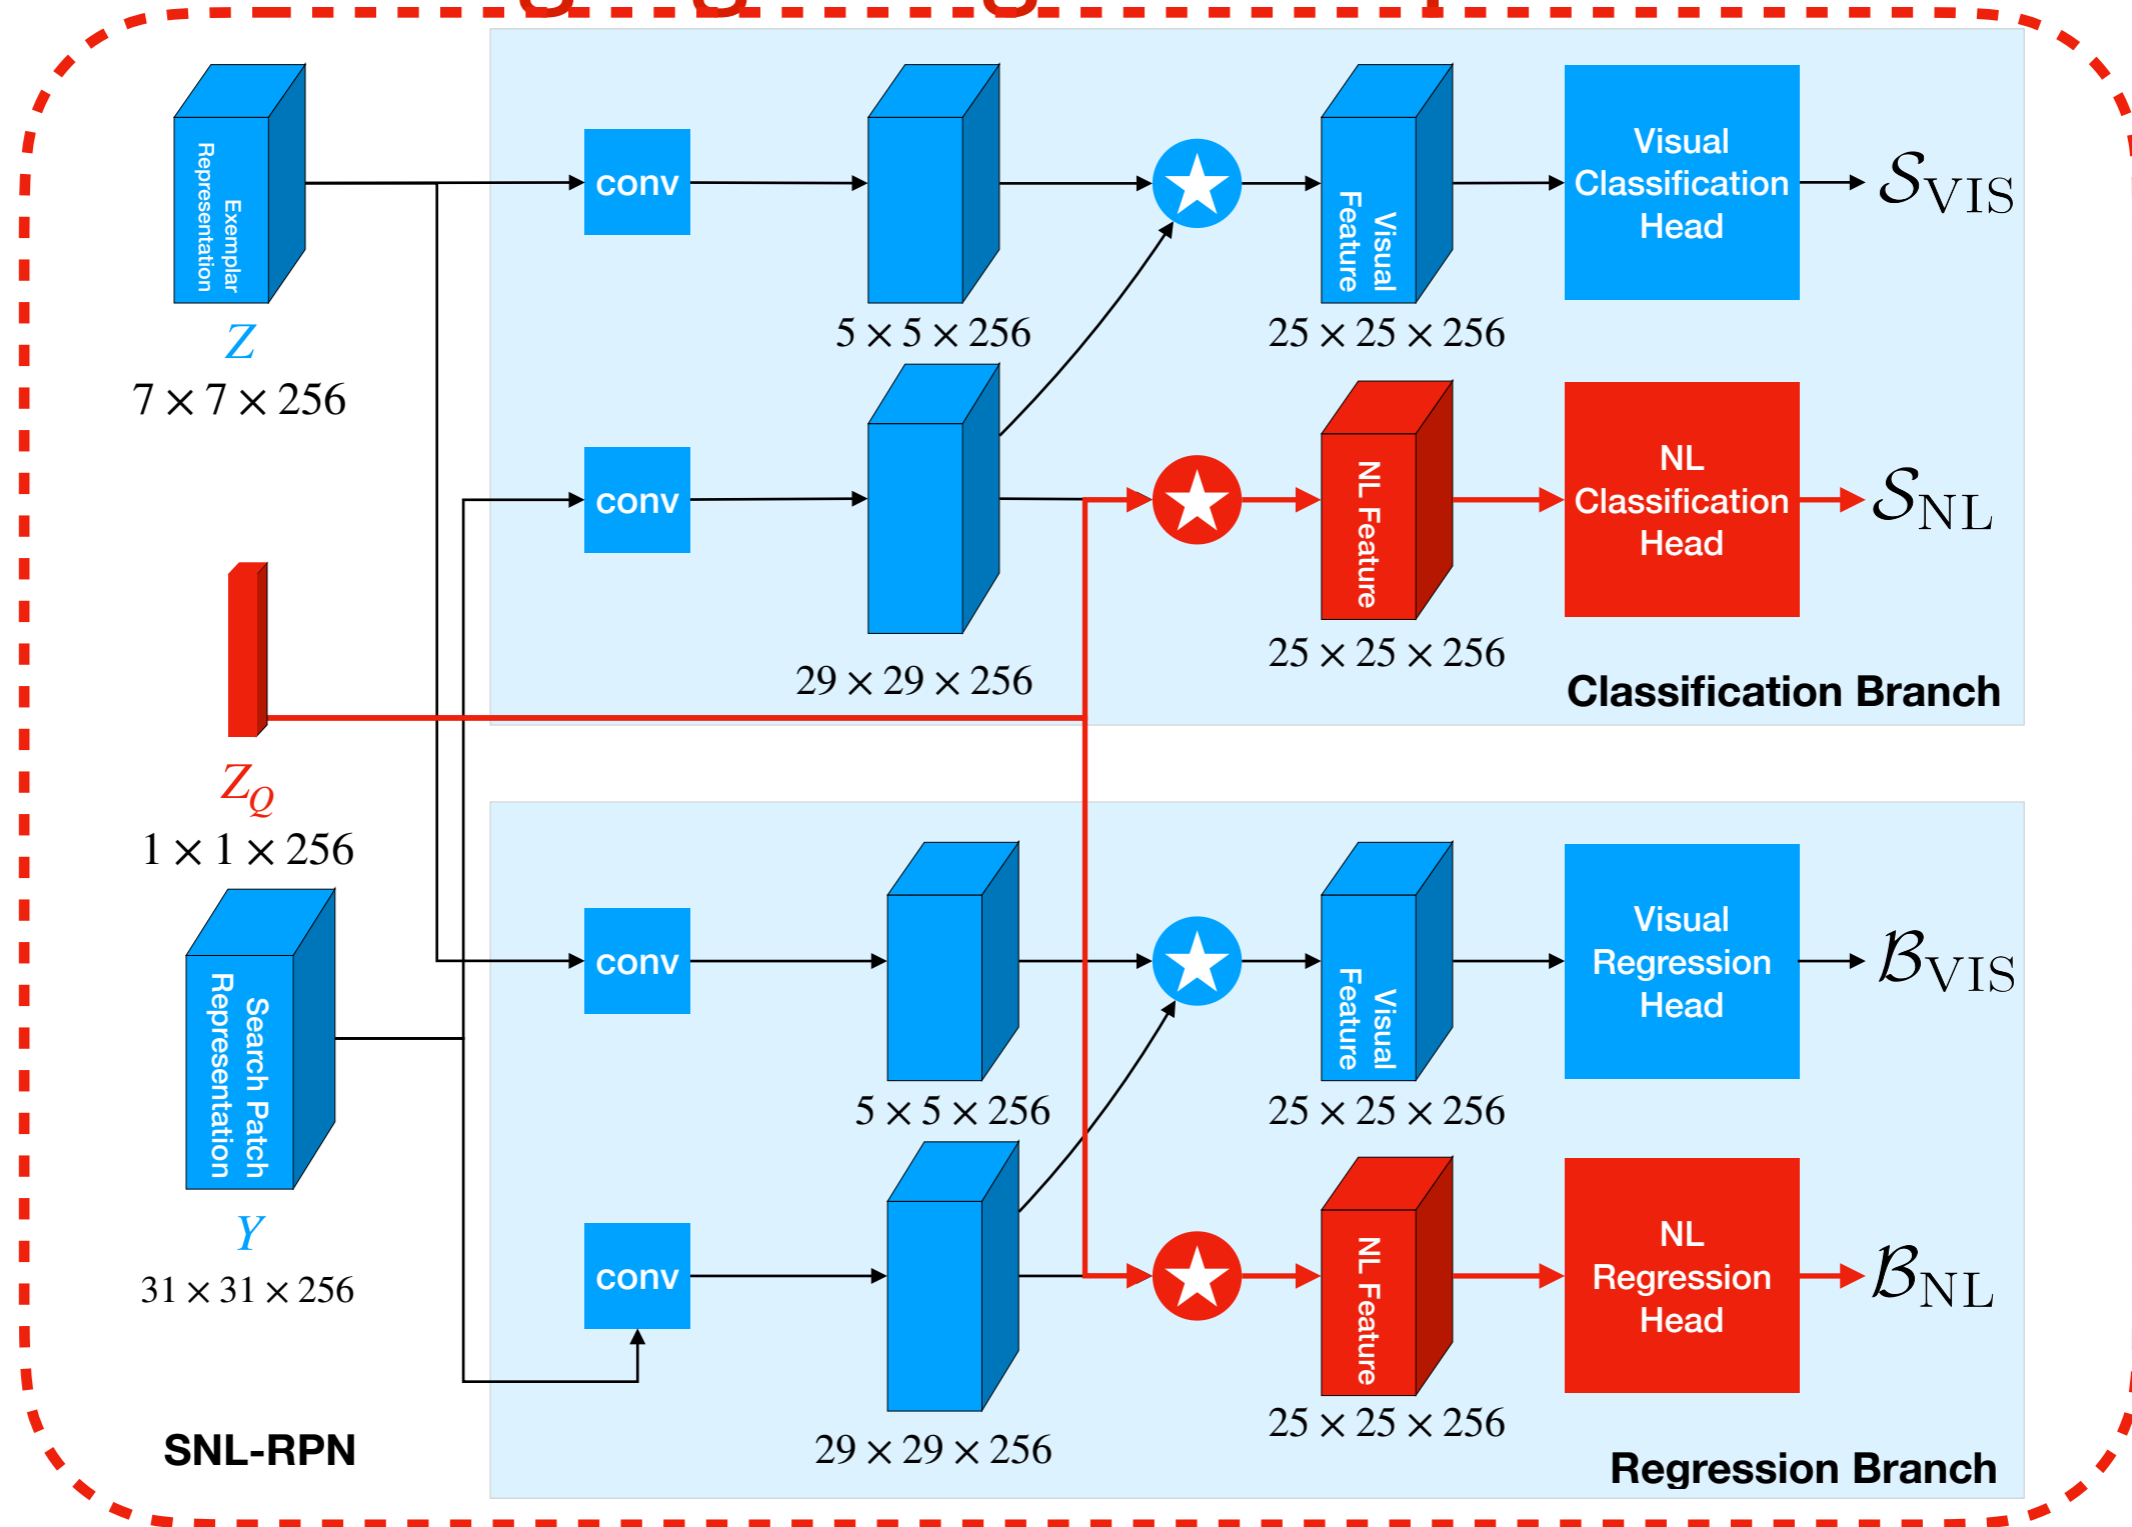 Exemplar
Representation
Z
7 × 7 × 256
conv
5 × 5 × 256
Visual
Feature
25 × 25 × 256
Visual
Classification
Head
S_VIS
conv
29 × 29 × 256
NL Feature
25 × 25 × 256
NL
Classification
Head
S_NL
Classification Branch
Z_Q
1 × 1 × 256
Search Patch
Representation
Y
31 × 31 × 256
conv
5 × 5 × 256
Visual
Feature
25 × 25 × 256
Visual
Regression
Head
B_VIS
conv
29 × 29 × 256
NL Feature
25 × 25 × 256
NL
Regression
Head
B_NL
SNL-RPN
Regression Branch